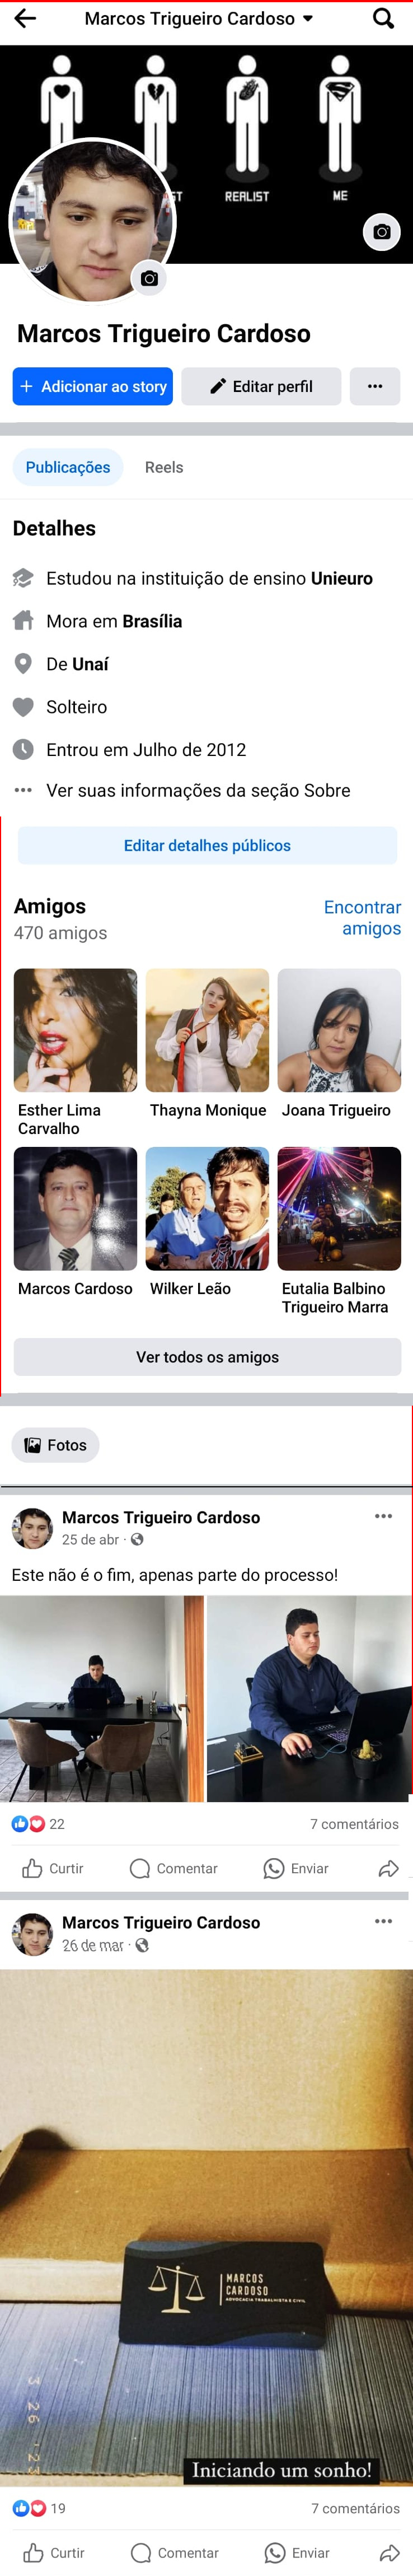 Marcos Trigueiro Cardoso
REALIST
ME
Marcos Trigueiro Cardoso
+ Adicionar ao story
Editar perfil
Publicações
Reels
Detalhes
Estudou na instituição de ensino Unieuro
Mora em Brasília
De Unaí
Solteiro
Entrou em Julho de 2012
Ver suas informações da seção Sobre
Editar detalhes públicos
Amigos
Encontrar
amigos
470 amigos
Esther Lima
Carvalho
Thayna Monique
Joana Trigueiro
Marcos Cardoso
Wilker Leão
Eutalia Balbino
Trigueiro Marra
Ver todos os amigos
Fotos
Marcos Trigueiro Cardoso
25 de abr ·
Este não é o fim, apenas parte do processo!
22
7 comentários
Curtir
Comentar
Enviar
Marcos Trigueiro Cardoso
26 de mar ·
MARCOS
CARDOSO
ADVOCACIA TRABALHISTA E CIVIL
3 26 '23
Iniciando um sonho!
19
7 comentários
Curtir
Comentar
Enviar